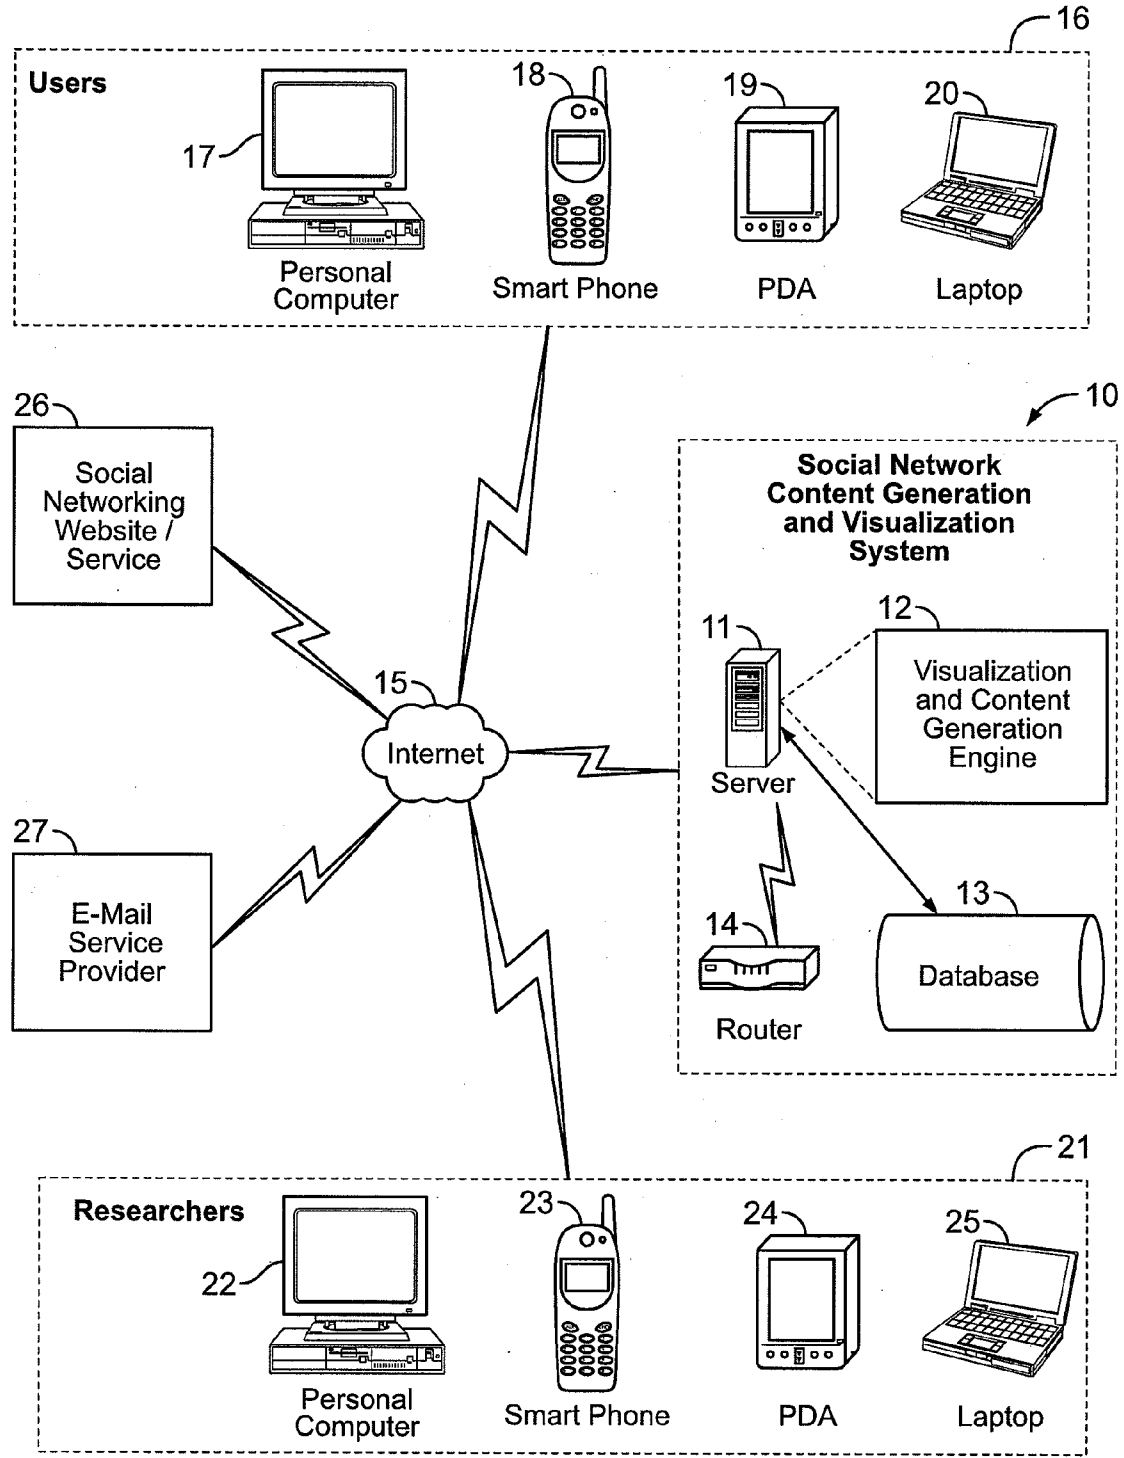 16
Users
17
18
19
20
Personal
Computer
Smart Phone
PDA
Laptop
26
Social
Networking
Website /
Service
10
Social Network
Content Generation
and Visualization
System
11
12
Visualization
and Content
Generation
Engine
Server
15
Internet
27
E-Mail
Service
Provider
13
Database
14
Router
21
Researchers
22
23
24
25
Personal
Computer
Smart Phone
PDA
Laptop